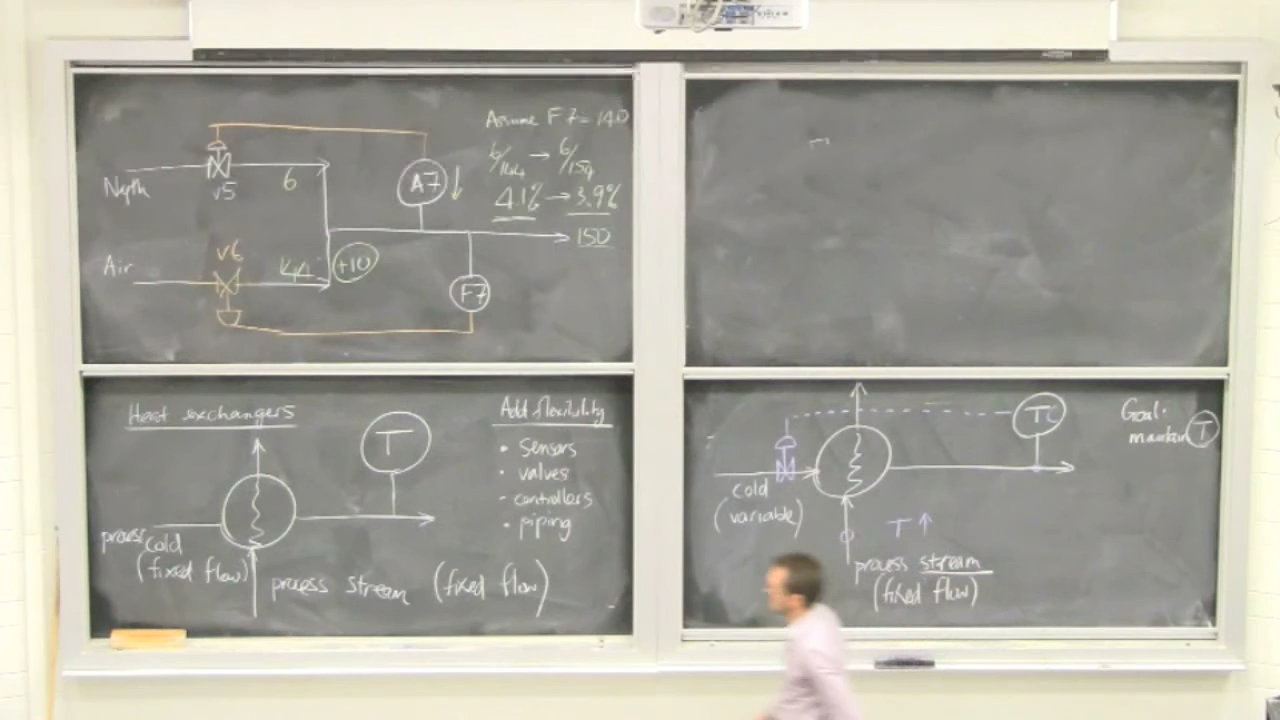 Assume F7 = 140
6/144 → 6/154
4.1% → 3.9%
150
Napth
v5
6
A7
↓
v6
Air
44
+10
F7
Heat exchangers
T
process cold
(fixed flow)
process stream (fixed flow)
Add flexibility
• sensors
• valves
- controllers
• piping
Tc
Goal:
maintain T
cold
(variable)
T ↑
process stream
(fixed flow)